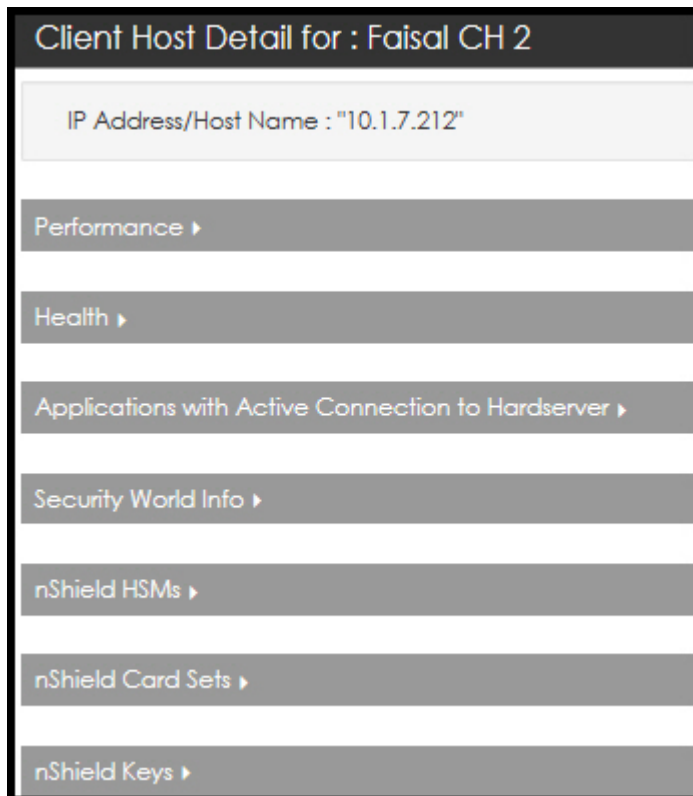 Client Host Detail for : Faisal CH 2
IP Address/Host Name : "10.1.7.212"
Performance
Health
Applications with Active Connection to Hardserver
Security World Info
nShield HSMs
nShield Card Sets
nShield Keys